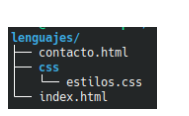 lenguajes/
├── contacto.html
├── css
│   └── estilos.css
└── index.html